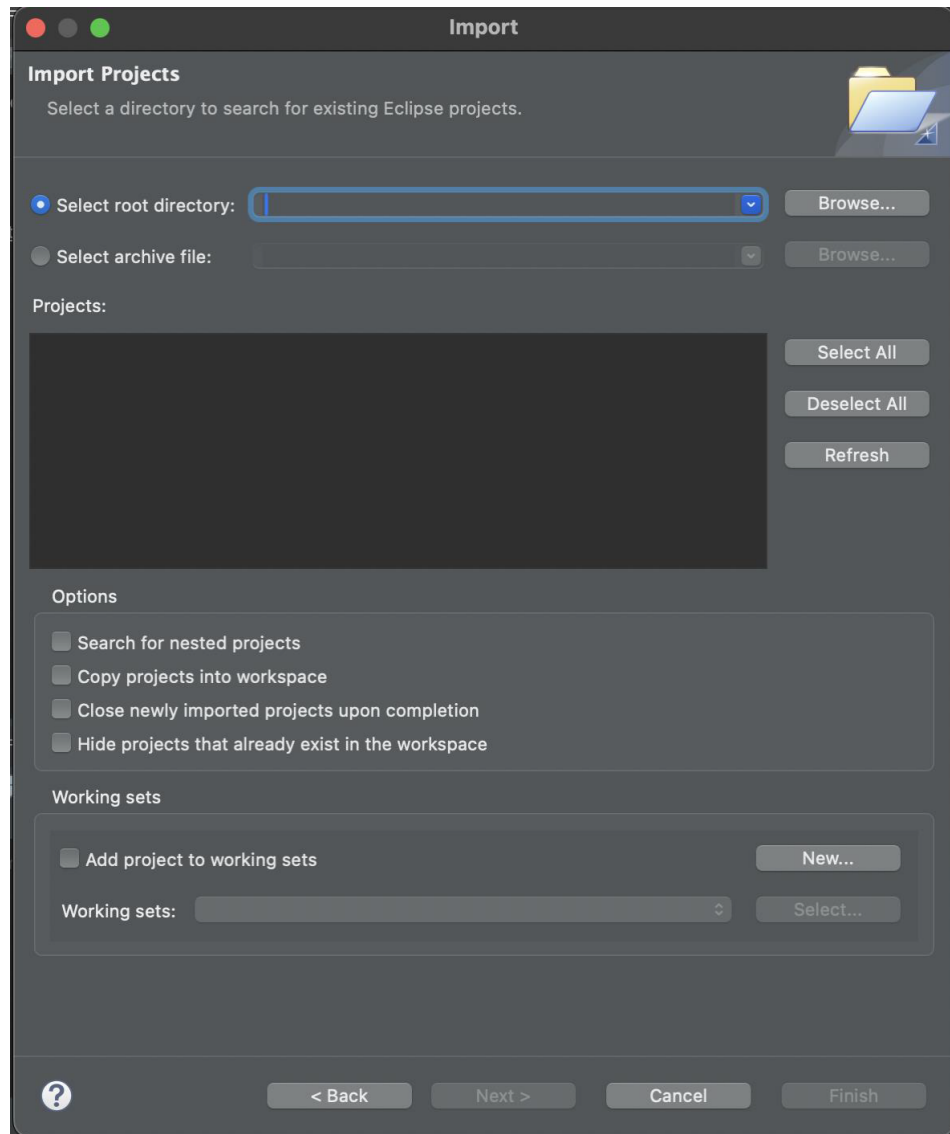 Import
Import Projects
Select a directory to search for existing Eclipse projects.
Select root directory: Browse...
Select archive file: Browse...
Projects:
Select All
Deselect All
Refresh
Options
Search for nested projects
Copy projects into workspace
Close newly imported projects upon completion
Hide projects that already exist in the workspace
Working sets
Add project to working sets New...
Working sets: Select...
? < Back Next > Cancel Finish